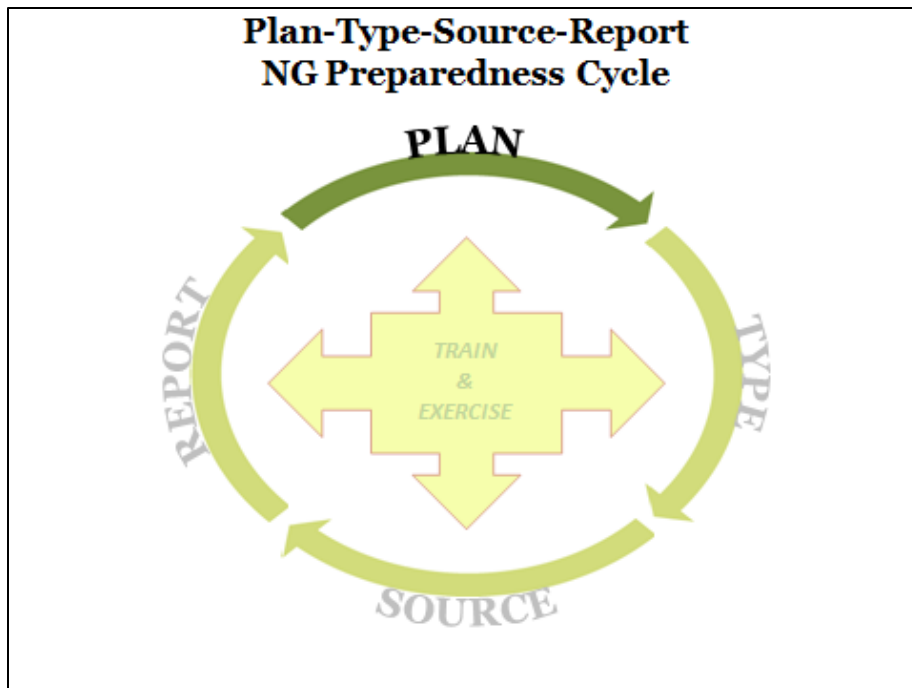 Plan-Type-Source-Report
NG Preparedness Cycle
PLAN
TYPE
TRAIN
&
EXERCISE
REPORT
SOURCE